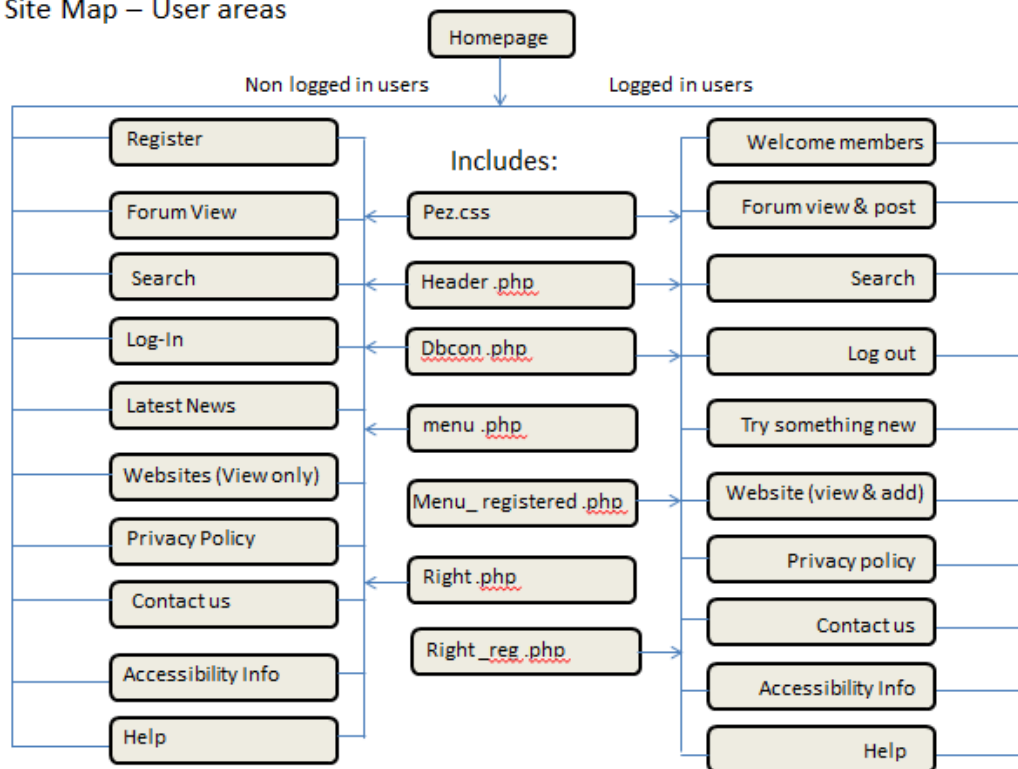 Site Map – User areas
Homepage
Non logged in users
Logged in users
Includes:
Register
Forum View
Search
Log-In
Latest News
Websites (View only)
Privacy Policy
Contact us
Accessibility Info
Help
Pez.css
Header .php
Dbcon .php
menu .php
Menu_ registered .php
Right .php
Right _reg .php
Welcome members
Forum view & post
Search
Log out
Try something new
Website (view & add)
Privacy policy
Contact us
Accessibility Info
Help